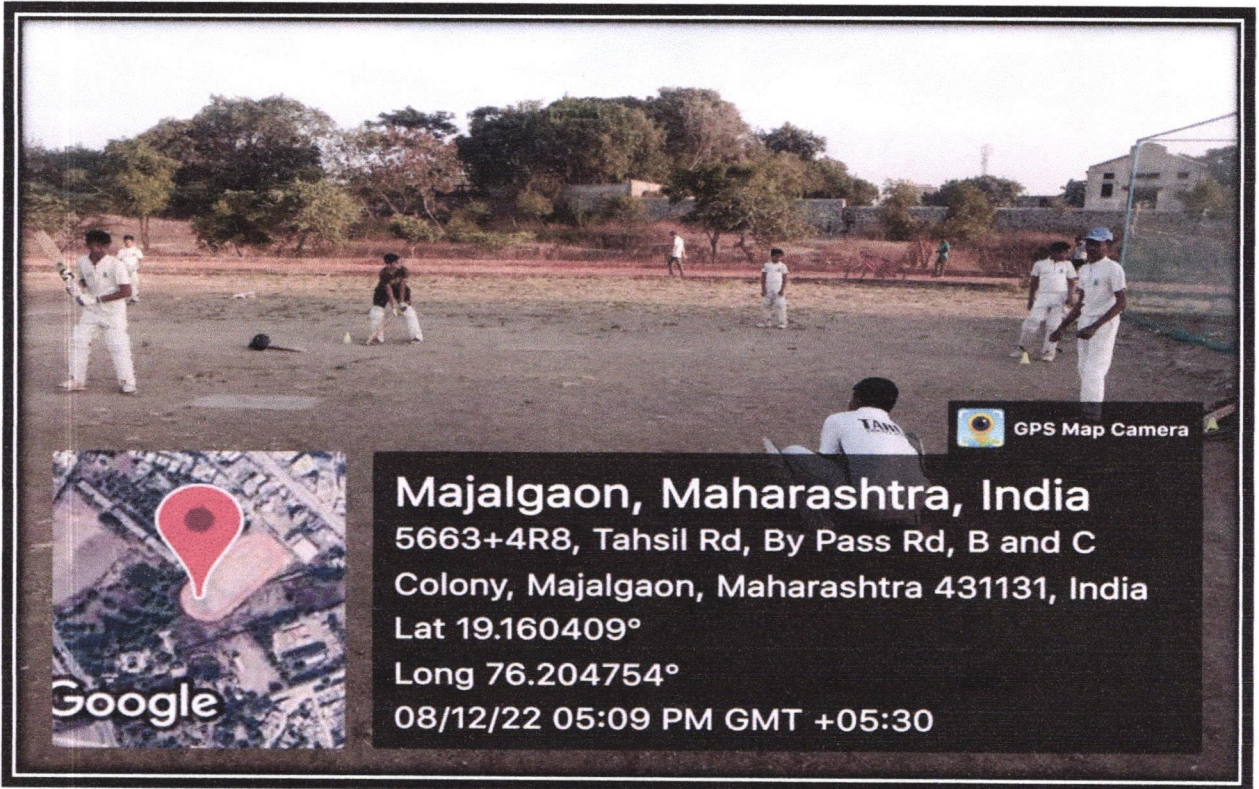 GPS Map Camera
Majalgaon, Maharashtra, India
5663+4R8, Tahsil Rd, By Pass Rd, B and C
Colony, Majalgaon, Maharashtra 431131, India
Lat 19.160409°
Long 76.204754°
08/12/22 05:09 PM GMT +05:30
Google